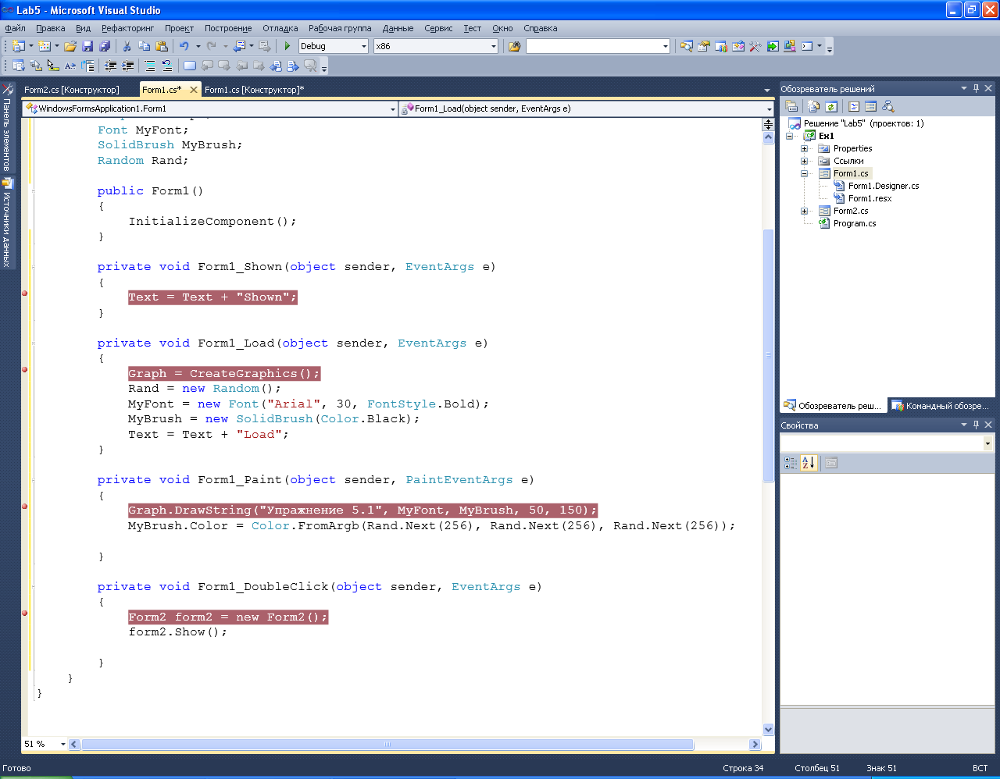 Lab5 - Microsoft Visual Studio
Файл Правка Вид Рефакторинг Проект Построение Отладка Рабочая группа Данные Сервис Тест Окно Справка
Debug x86
Панель элементов
Источники данных
Form2.cs [Конструктор] Form1.cs* Form1.cs [Конструктор]*
WindowsFormsApplication1.Form1 Form1_Load(object sender, EventArgs e)
Font MyFont;
SolidBrush MyBrush;
Random Rand;
public Form1()
{
InitializeComponent();
}
private void Form1_Shown(object sender, EventArgs e)
{
Text = Text + "Shown";
}
private void Form1_Load(object sender, EventArgs e)
{
Graph = CreateGraphics();
Rand = new Random();
MyFont = new Font("Arial", 30, FontStyle.Bold);
MyBrush = new SolidBrush(Color.Black);
Text = Text + "Load";
}
private void Form1_Paint(object sender, PaintEventArgs e)
{
Graph.DrawString("Упражнение 5.1", MyFont, MyBrush, 50, 150);
MyBrush.Color = Color.FromArgb(Rand.Next(256), Rand.Next(256), Rand.Next(256));
}
private void Form1_DoubleClick(object sender, EventArgs e)
{
Form2 form2 = new Form2();
form2.Show();
}
}
}
51 %
Обозреватель решений
Решение "Lab5" (проектов: 1)
Ex1
Properties
Ссылки
Form1.cs
Form1.Designer.cs
Form1.resx
Form2.cs
Program.cs
Обозреватель реш... Командный обозре...
Свойства
Готово Строка 34 Столбец 51 Знак 51 ВСТ